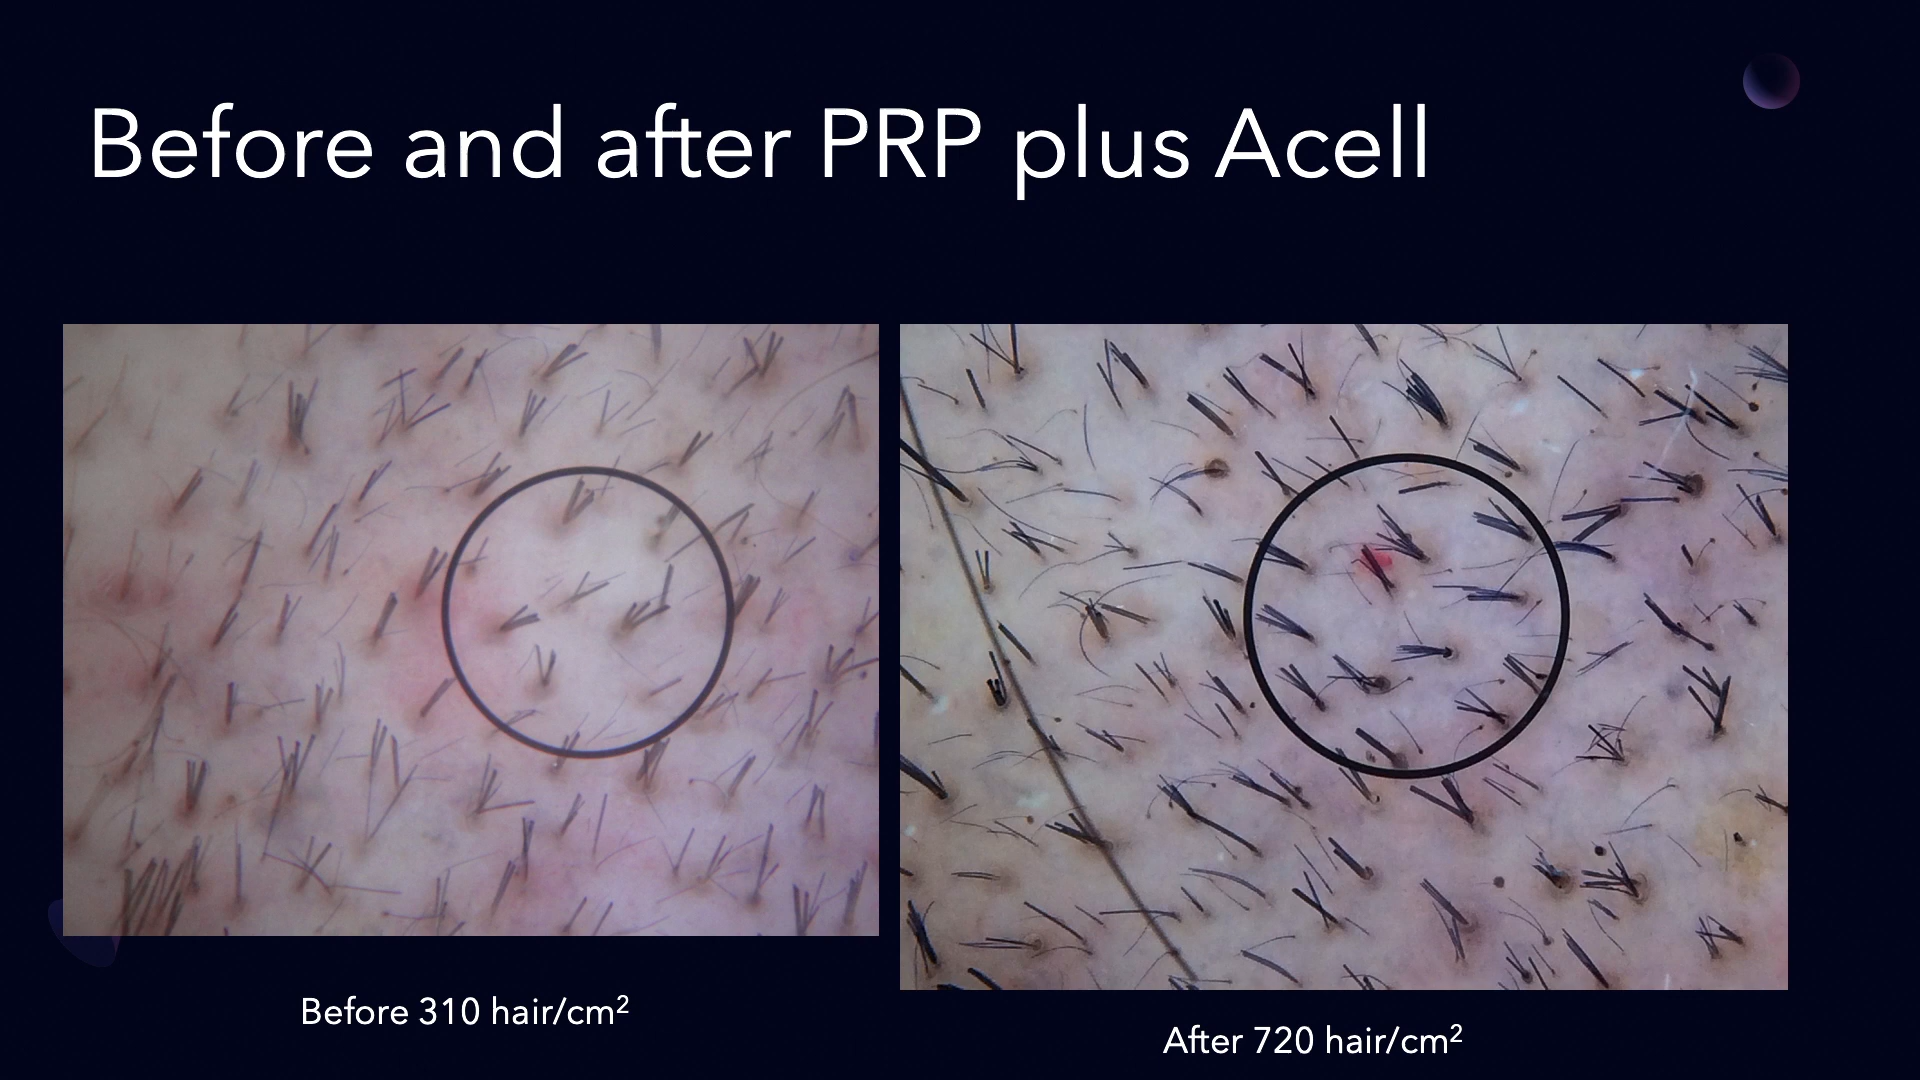 Before and after PRP plus Acell
Before 310 hair/cm²
After 720 hair/cm²